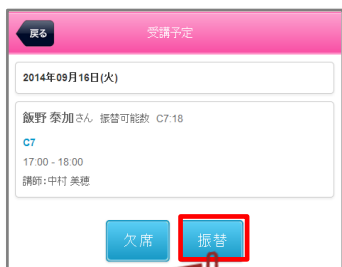 戻る
受講予定
2014年09月16日(火)
飯野 泰加さん 振替可能数 C7:18
C7
17:00 - 18:00
講師:中村 美穂
欠席
振替